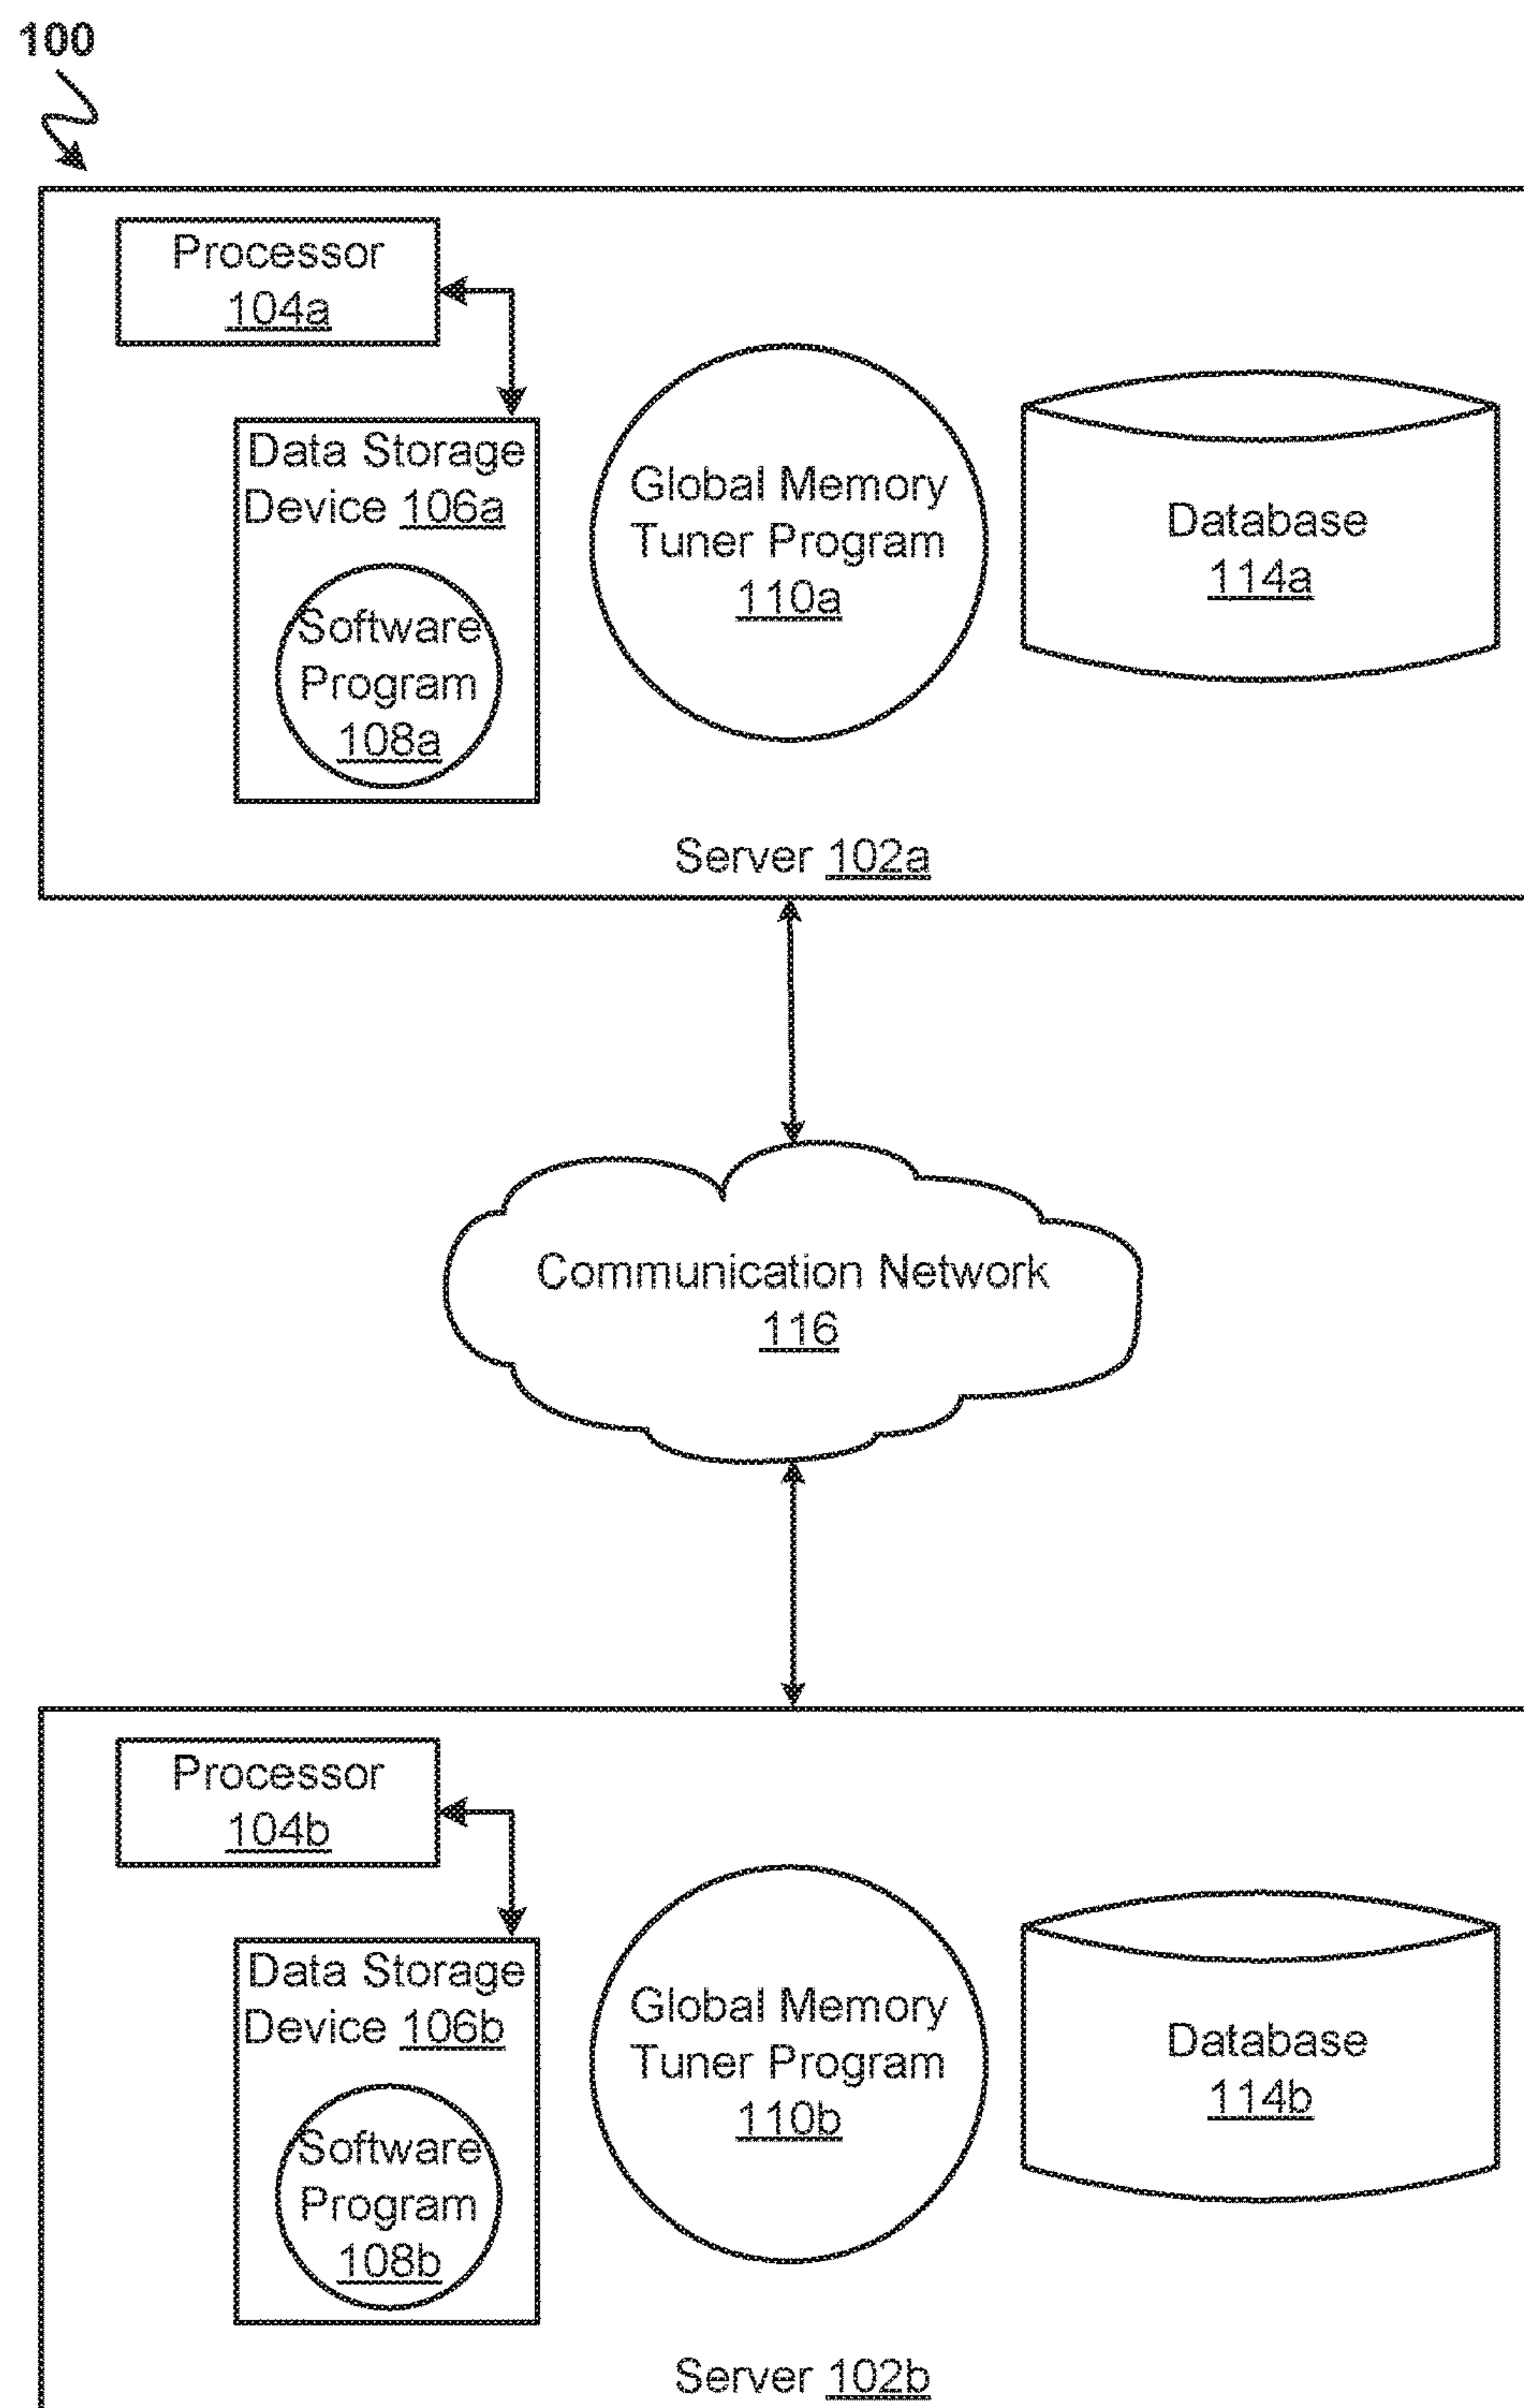 100
Processor
104a
Data Storage
Device 106a
Software
Program
108a
Global Memory
Tuner Program
110a
Database
114a
Server 102a
Communication Network
116
Processor
104b
Data Storage
Device 106b
Software
Program
108b
Global Memory
Tuner Program
110b
Database
114b
Server 102b